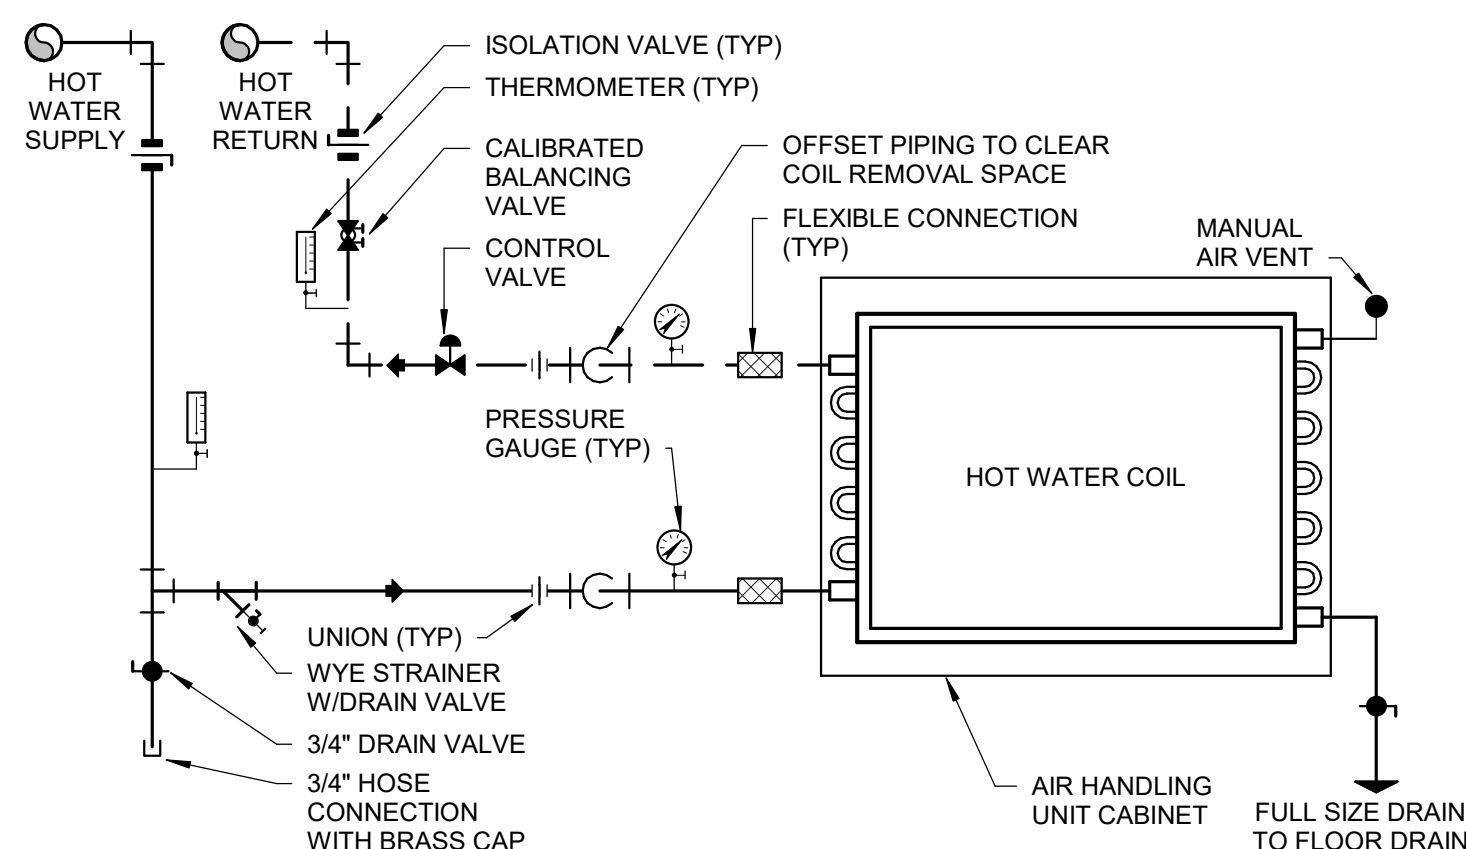 HOT
WATER
SUPPLY
HOT
WATER
RETURN
ISOLATION VALVE (TYP)
THERMOMETER (TYP)
CALIBRATED
BALANCING
VALVE
CONTROL
VALVE
OFFSET PIPING TO CLEAR
COIL REMOVAL SPACE
FLEXIBLE CONNECTION
(TYP)
MANUAL
AIR VENT
PRESSURE
GAUGE (TYP)
HOT WATER COIL
UNION (TYP)
WYE STRAINER
W/DRAIN VALVE
3/4" DRAIN VALVE
3/4" HOSE
CONNECTION
WITH BRASS CAP
AIR HANDLING
UNIT CABINET
FULL SIZE DRAIN
TO FLOOR DRAIN